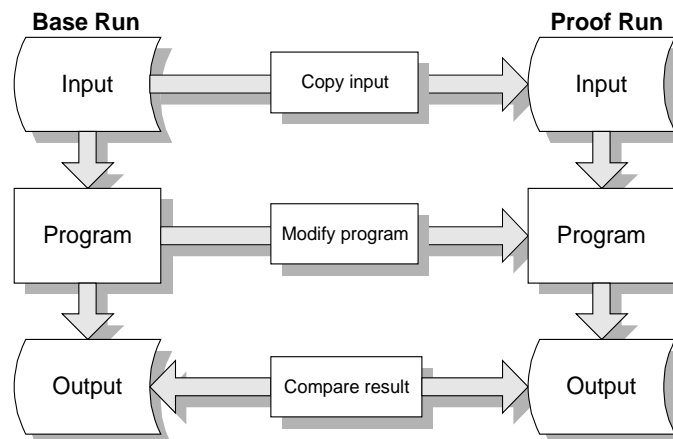 Base Run
Proof Run
Input
Copy input
Input
Program
Modify program
Program
Output
Compare result
Output